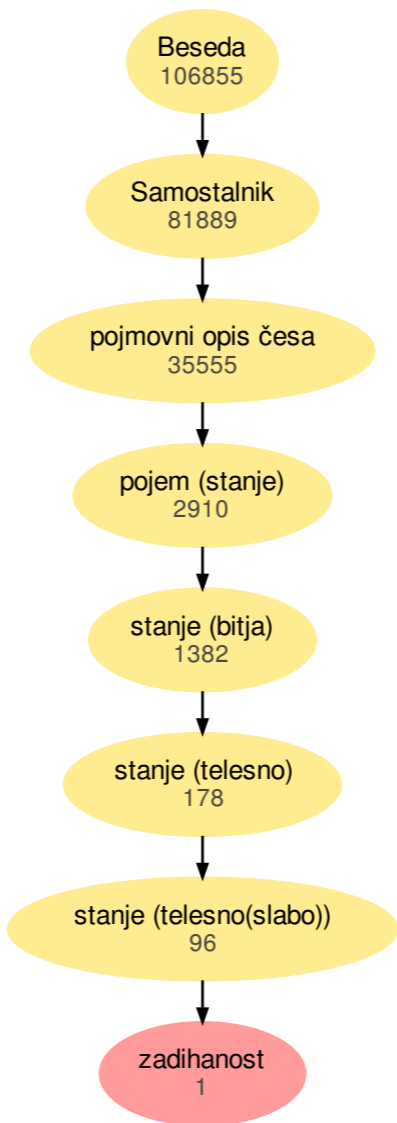 Beseda
106855
Samostalnik
81889
pojmovni opis česa
35555
pojem (stanje)
2910
stanje (bitja)
1382
stanje (telesno)
178
stanje (telesno(slabo))
96
zadihanost
1